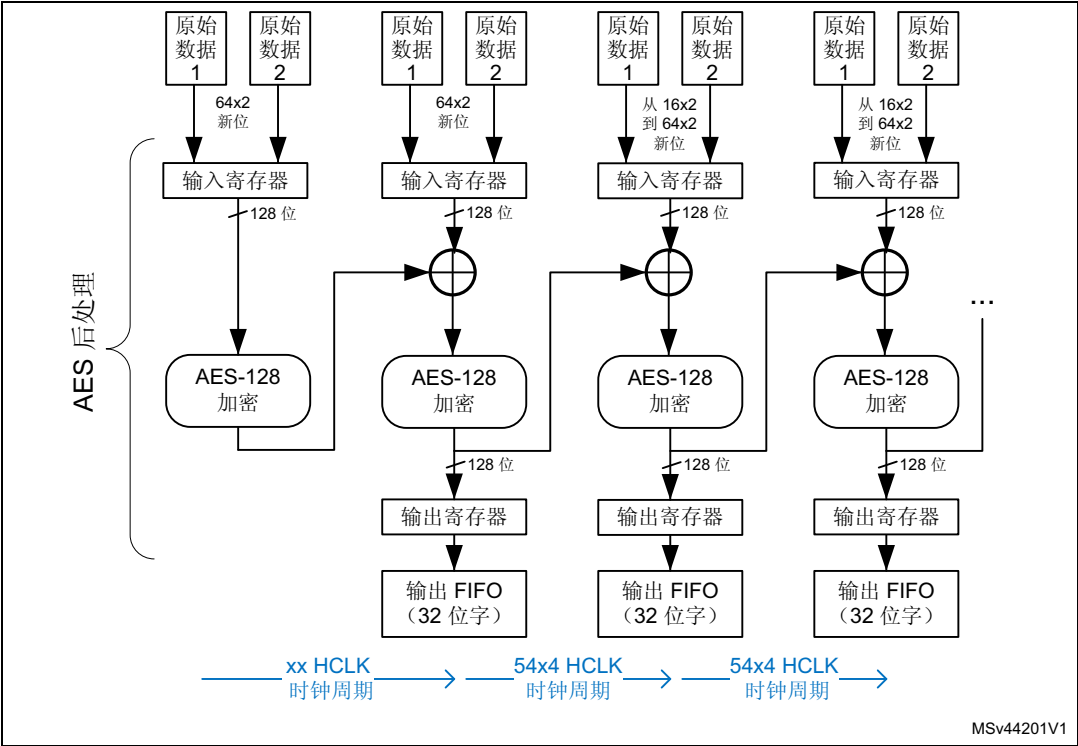 原始
数据
1
原始
数据
2
原始
数据
1
原始
数据
2
原始
数据
1
原始
数据
2
原始
数据
1
原始
数据
2
64x2
新位
64x2
新位
从 16x2
到 64x2
新位
从 16x2
到 64x2
新位
输入寄存器
输入寄存器
输入寄存器
输入寄存器
128 位
128 位
128 位
128 位
AES 后处理
...
AES-128
加密
AES-128
加密
AES-128
加密
AES-128
加密
128 位
128 位
128 位
输出寄存器
输出寄存器
输出寄存器
输出 FIFO
（32 位字）
输出 FIFO
（32 位字）
输出 FIFO
（32 位字）
xx HCLK
时钟周期
54x4 HCLK
时钟周期
54x4 HCLK
时钟周期
MSv44201V1